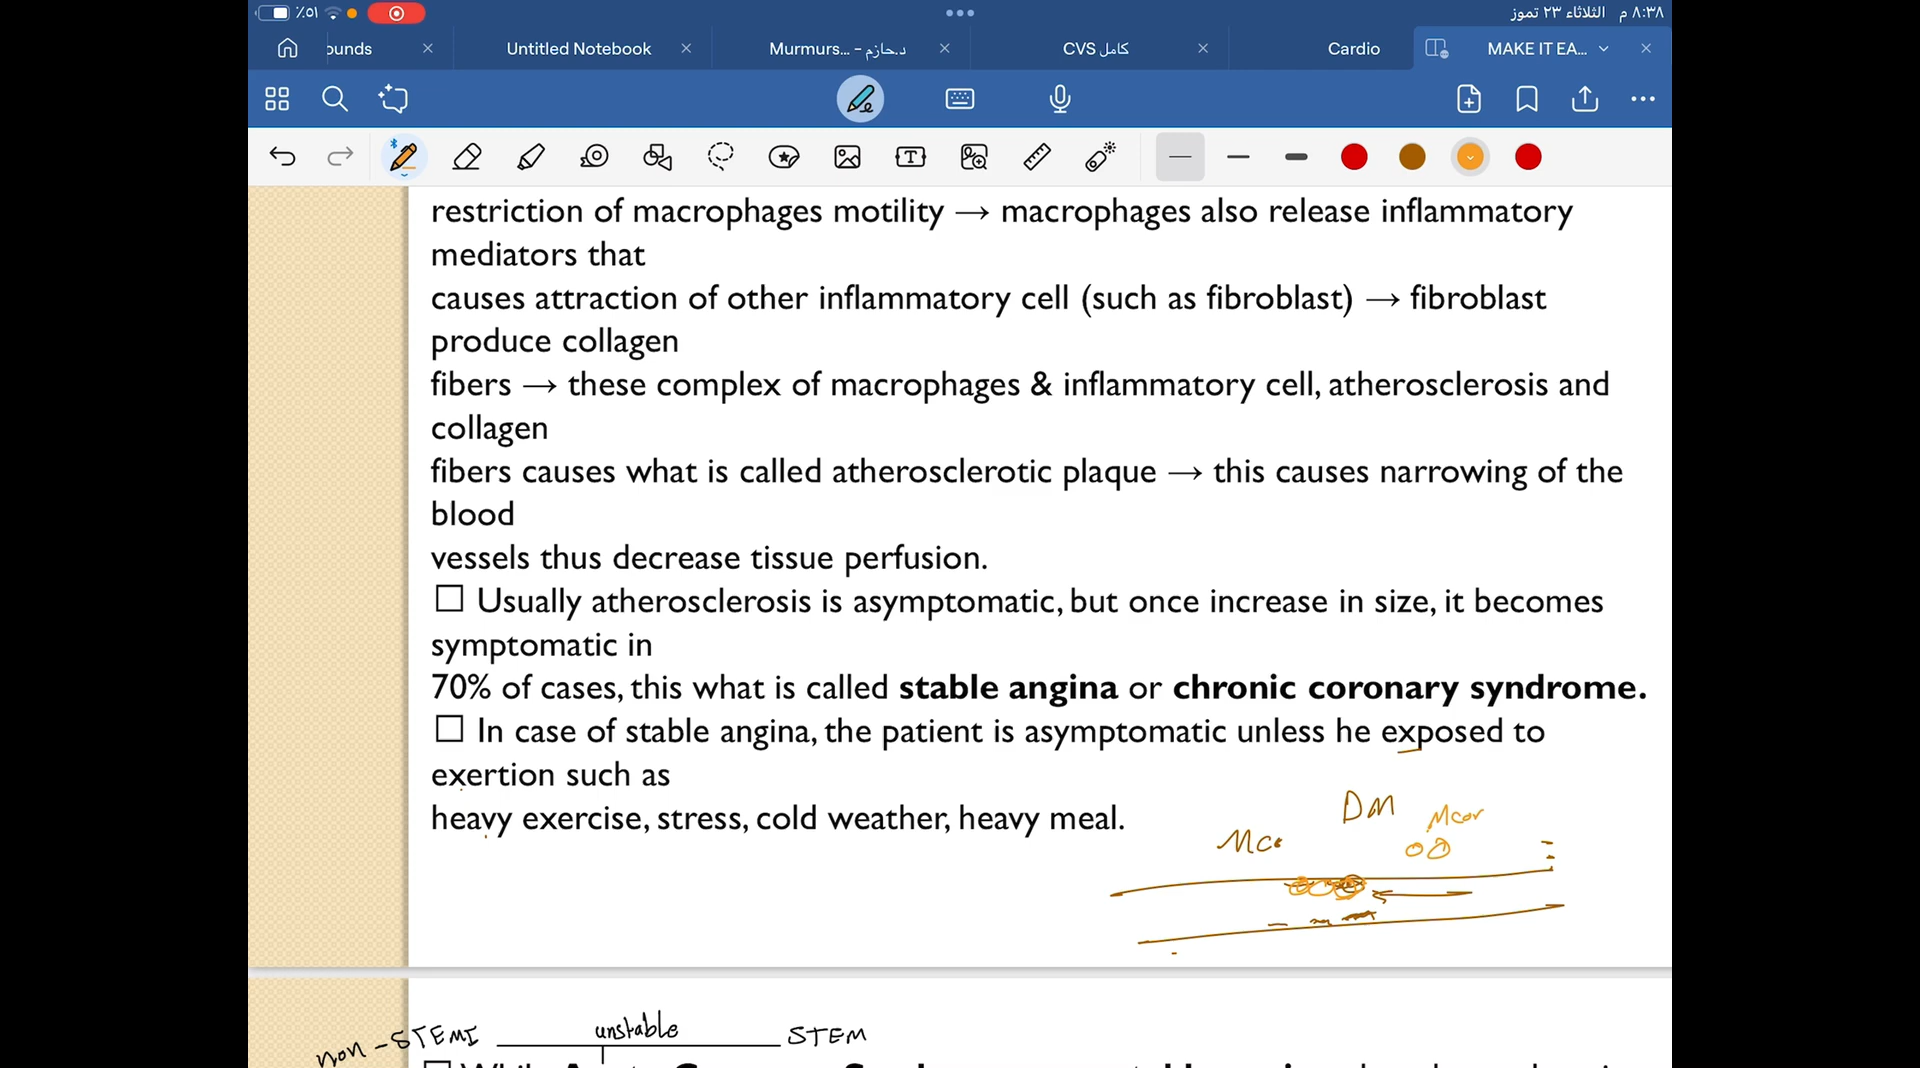 ٪٥١
٨:٣٨ م الثلاثاء ٢٣ تموز
ounds
Untitled Notebook
Murmurs... - د.حازم
CVS كامل
Cardio
MAKE IT EA...
restriction of macrophages motility → macrophages also release inflammatory
mediators that
causes attraction of other inflammatory cell (such as fibroblast) → fibroblast
produce collagen
fibers → these complex of macrophages & inflammatory cell, atherosclerosis and
collagen
fibers causes what is called atherosclerotic plaque → this causes narrowing of the
blood
vessels thus decrease tissue perfusion.
☐ Usually atherosclerosis is asymptomatic, but once increase in size, it becomes
symptomatic in
70% of cases, this what is called stable angina or chronic coronary syndrome.
☐ In case of stable angina, the patient is asymptomatic unless he exposed to
exertion such as
heavy exercise, stress, cold weather, heavy meal.
DM
non-STEMI
unstable
STEM